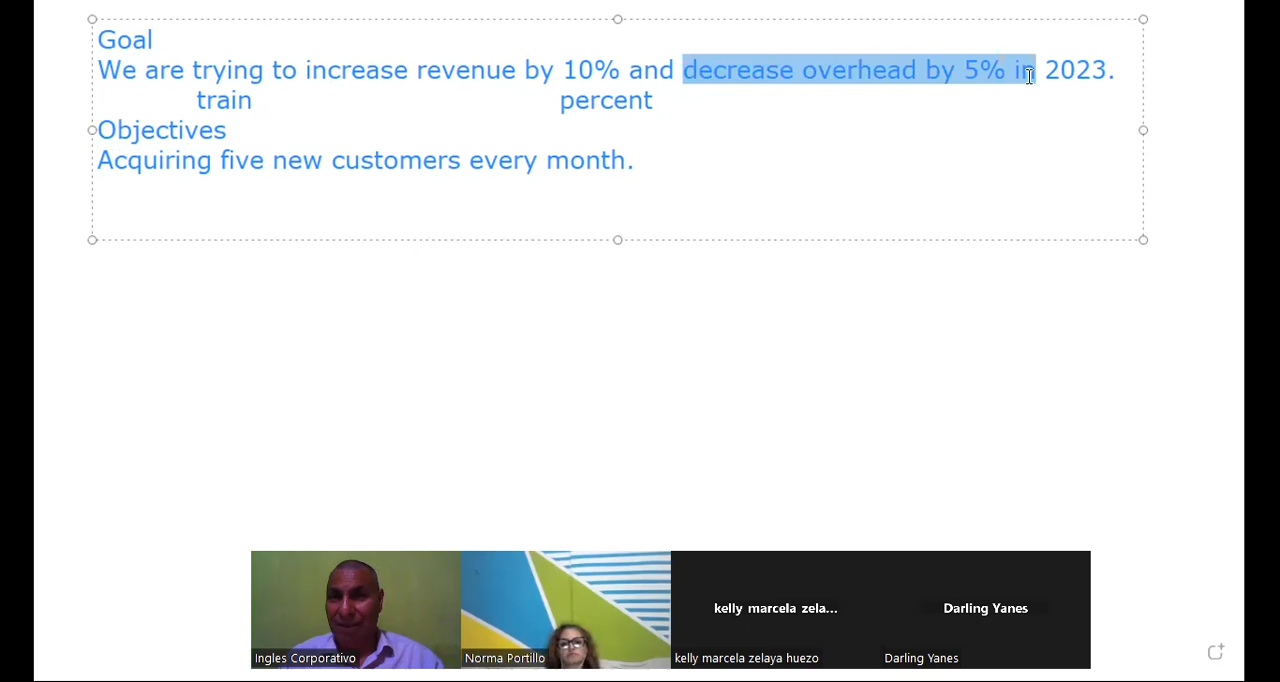 Goal
We are trying to increase revenue by 10% and decrease overhead by 5% in 2023.
train percent
Objectives
Acquiring five new customers every month.
kelly marcela zela...
Darling Yanes
Ingles Corporativo
Norma Portillo
kelly marcela zelaya huezo
Darling Yanes